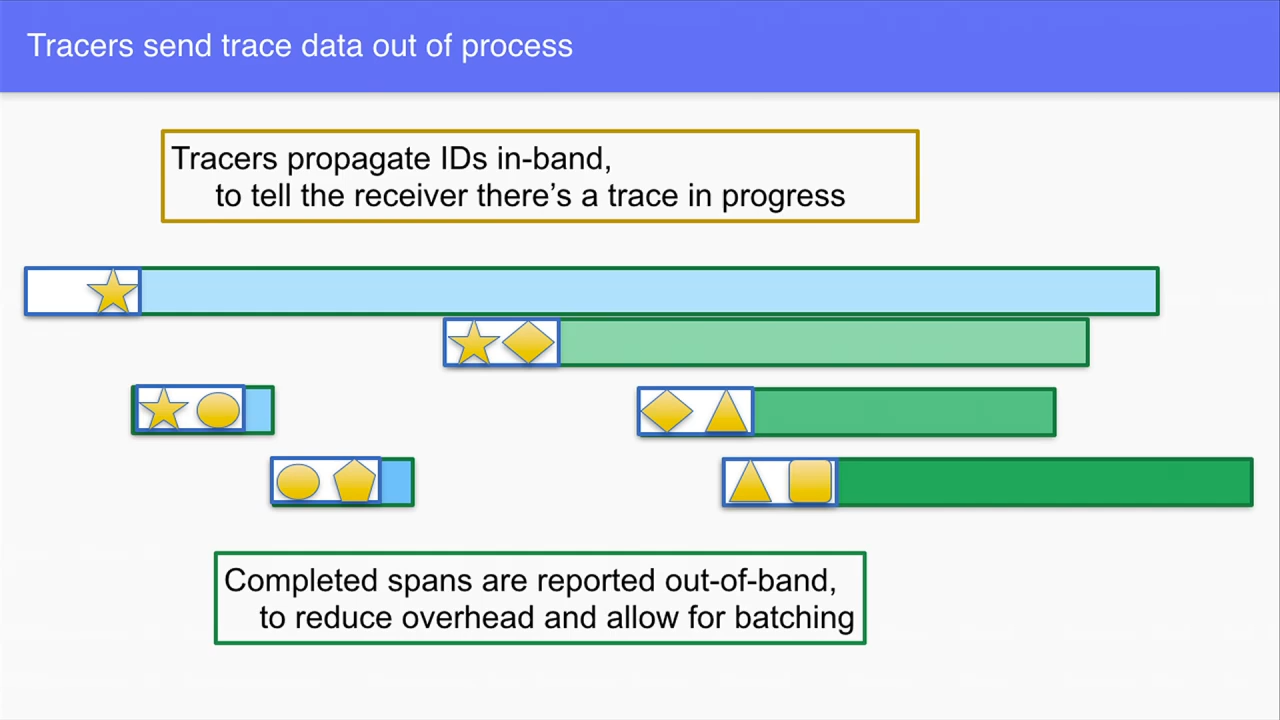 Tracers send trace data out of process
Tracers propagate IDs in-band,
to tell the receiver there’s a trace in progress
Completed spans are reported out-of-band,
to reduce overhead and allow for batching